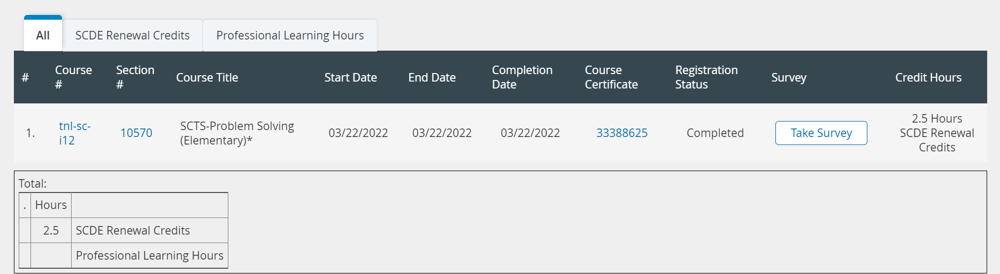 All SCDE Renewal Credits Professional Learning Hours
# Course # Section # Course Title Start Date End Date Completion Date Course Certificate Registration Status Survey Credit Hours
1. tnl-sc-i12 10570 SCTS-Problem Solving (Elementary)* 03/22/2022 03/22/2022 03/22/2022 33388625 Completed Take Survey 2.5 Hours SCDE Renewal Credits
Total:
. Hours
2.5 SCDE Renewal Credits
Professional Learning Hours